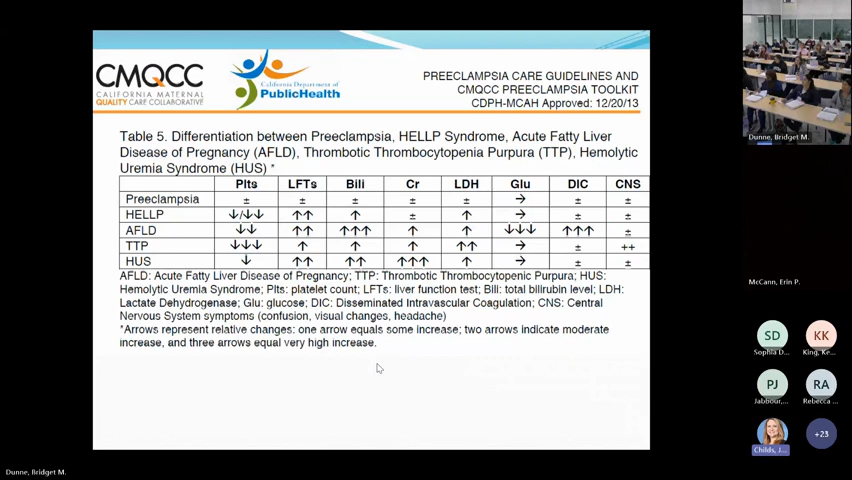 CMQCC
CALIFORNIA MATERNAL
QUALITY CARE COLLABORATIVE
California Department of
PublicHealth
PREECLAMPSIA CARE GUIDELINES AND
CMQCC PREECLAMPSIA TOOLKIT
CDPH-MCAH Approved: 12/20/13
Table 5. Differentiation between Preeclampsia, HELLP Syndrome, Acute Fatty Liver
Disease of Pregnancy (AFLD), Thrombotic Thrombocytopenia Purpura (TTP), Hemolytic
Uremia Syndrome (HUS) *
Plts LFTs Bili Cr LDH Glu DIC CNS
Preeclampsia ± ± ± ± ± → ± ±
HELLP ↓/↓↓ ↑↑ ↑ ± ↑ → ± ±
AFLD ↓↓ ↑↑ ↑↑↑ ↑ ↑ ↓↓↓ ↑↑↑ ±
TTP ↓↓↓ ↑ ↑ ↑ ↑↑ → ± ++
HUS ↓ ↑↑ ↑↑ ↑↑↑ ↑ → ± ±
AFLD: Acute Fatty Liver Disease of Pregnancy; TTP: Thrombotic Thrombocytopenic Purpura; HUS:
Hemolytic Uremia Syndrome; Plts: platelet count; LFTs: liver function test; Bili: total bilirubin level; LDH:
Lactate Dehydrogenase; Glu: glucose; DIC: Disseminated Intravascular Coagulation; CNS: Central
Nervous System symptoms (confusion, visual changes, headache)
*Arrows represent relative changes: one arrow equals some increase; two arrows indicate moderate
increase, and three arrows equal very high increase.
Dunne, Bridget M.
McCann, Erin P.
SD KK
Sophia D... King, Ke...
PJ RA
Jabbour,... Rebecca ...
+23
Childs, J...
Dunne, Bridget M.